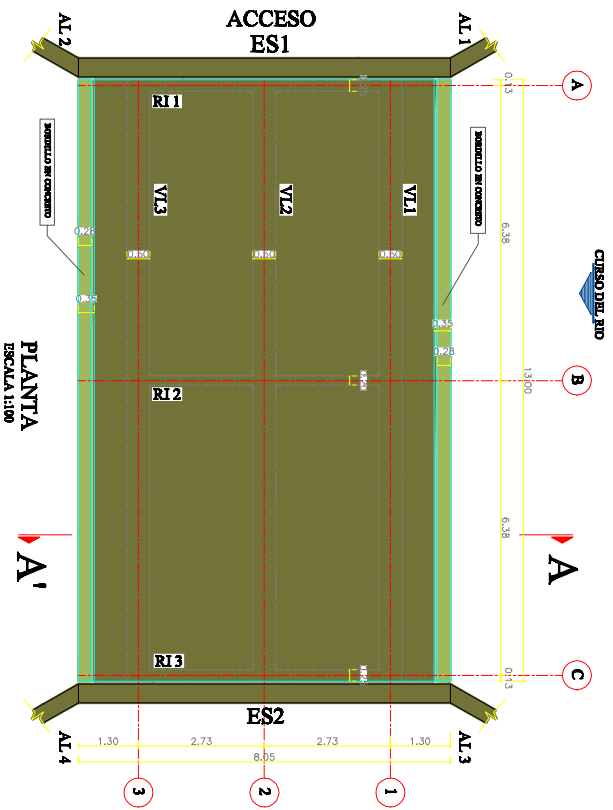 ACCESO
ES1
AL 2
AL 1
A
0.13
RI 1
BORDILLO EN CONCRETO
BORDILLO EN CONCRETO
VL3
VL2
VL1
0.28
0.60
0.60
0.60
6.38
CURSO DEL RIO
0.35
0.35
0.28
PLANTA
ESCALA 1:100
RI 2
0.20
13.00
B
A'
6.38
A
RI 3
0.13
C
ES2
AL 4
AL 3
1.30
2.73
2.73
1.30
8.05
3
2
1